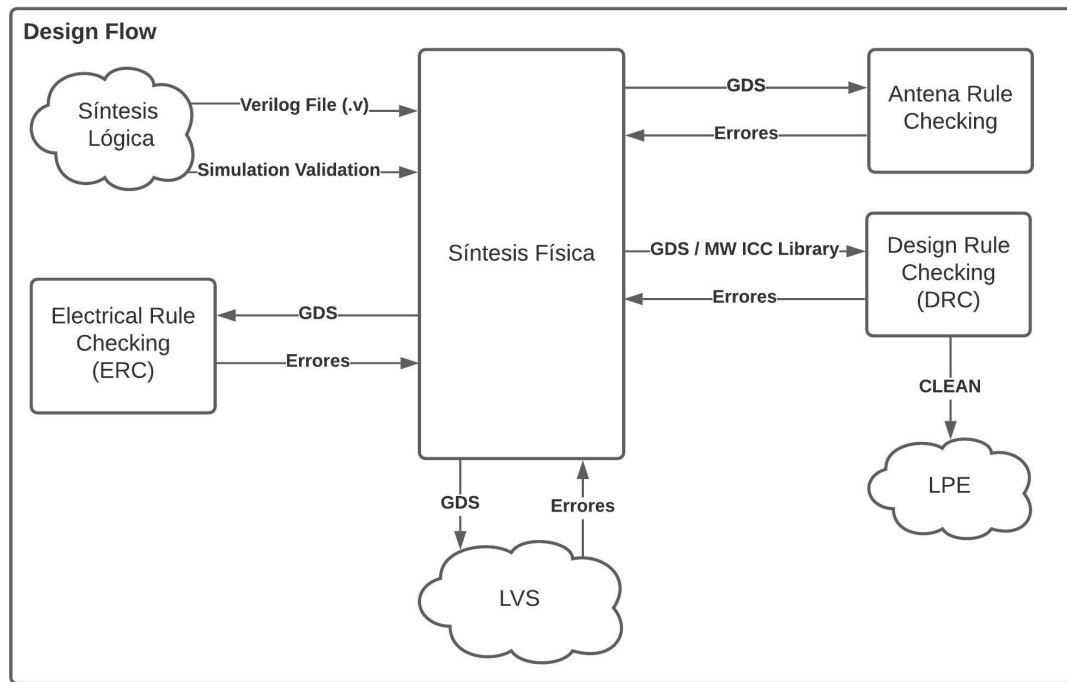 Design Flow
Síntesis
Lógica
Verilog File (.v)
Simulation Validation
Síntesis Física
GDS
Errores
Antena Rule
Checking
GDS / MW ICC Library
Errores
Design Rule
Checking
(DRC)
Electrical Rule
Checking
(ERC)
GDS
Errores
CLEAN
LPE
GDS
Errores
LVS